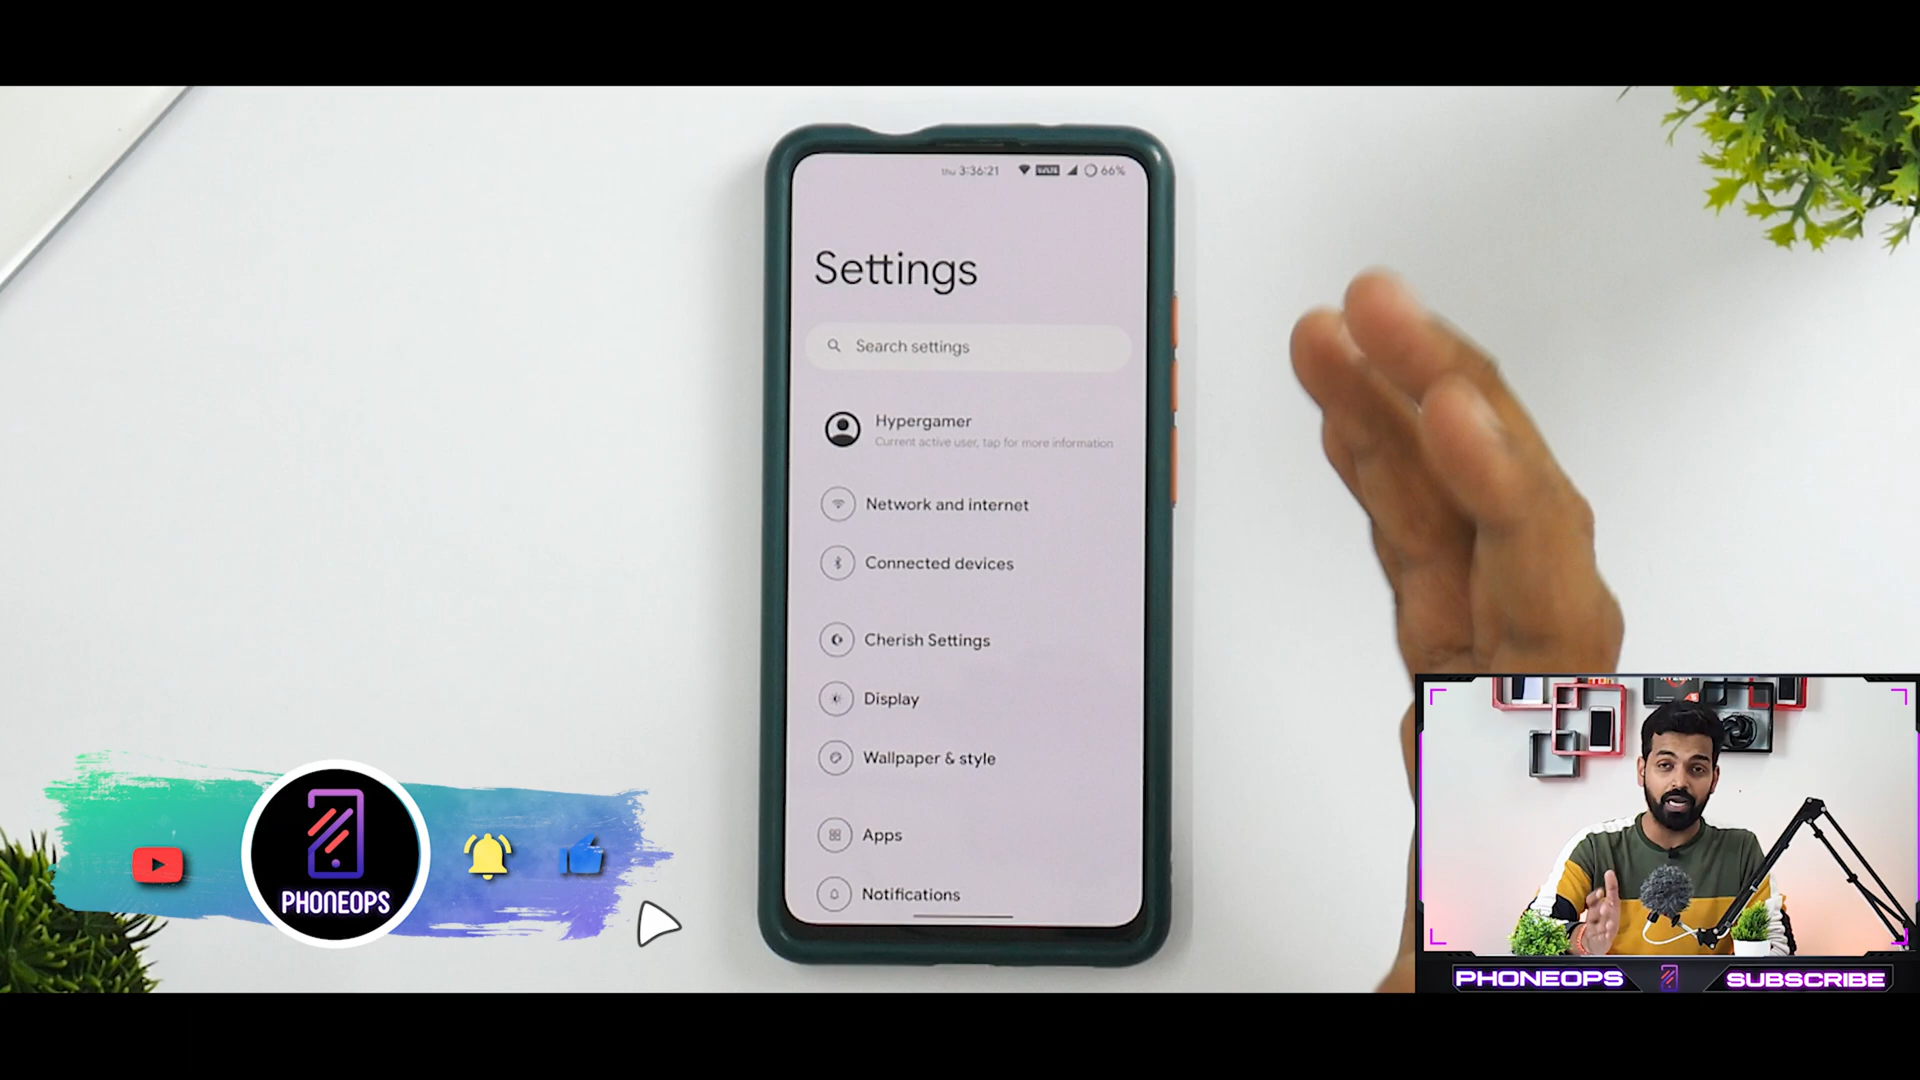 thu 3:36:21 66%
Settings
Search settings
Hypergamer
Current active user, tap for more information
Network and internet
Connected devices
Cherish Settings
Display
Wallpaper & style
Apps
Notifications
PHONEOPS
PHONEOPS
SUBSCRIBE